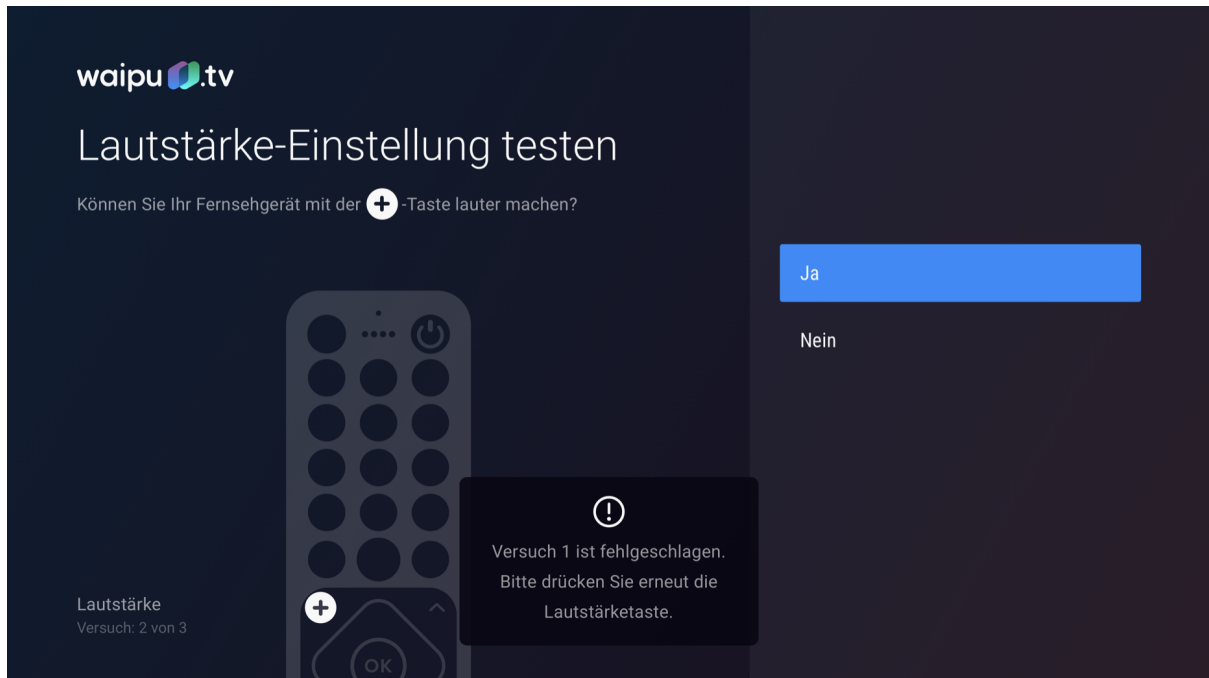 waipu.tv
Lautstärke-Einstellung testen
Können Sie Ihr Fernsehgerät mit der + -Taste lauter machen?
Ja
Nein
Versuch 1 ist fehlgeschlagen.
Bitte drücken Sie erneut die
Lautstärketaste.
Lautstärke
Versuch: 2 von 3
+
OK